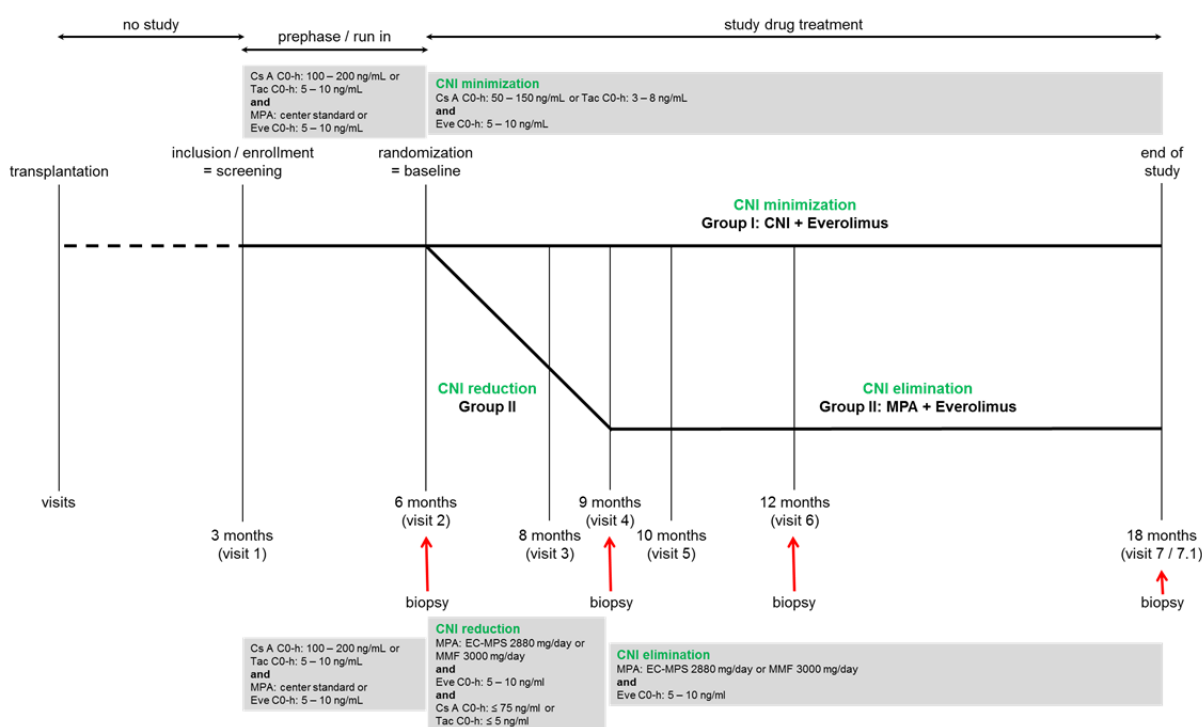 no study
prephase / run in
study drug treatment
Cs A C0-h: 100 – 200 ng/mL or
Tac C0-h: 5 – 10 ng/mL
and
MPA: center standard or
Eve C0-h: 5 – 10 ng/mL
CNI minimization
Cs A C0-h: 50 – 150 ng/mL or Tac C0-h: 3 – 8 ng/mL
and
Eve C0-h: 5 – 10 ng/mL
transplantation
inclusion / enrollment
= screening
randomization
= baseline
end of
study
CNI minimization
Group I: CNI + Everolimus
CNI reduction
Group II
CNI elimination
Group II: MPA + Everolimus
visits
3 months
(visit 1)
6 months
(visit 2)
8 months
(visit 3)
9 months
(visit 4)
10 months
(visit 5)
12 months
(visit 6)
18 months
(visit 7 / 7.1)
biopsy
biopsy
biopsy
biopsy
Cs A C0-h: 100 – 200 ng/mL or
Tac C0-h: 5 – 10 ng/mL
and
MPA: center standard or
Eve C0-h: 5 – 10 ng/mL
CNI reduction
MPA: EC-MPS 2880 mg/day or
MMF 3000 mg/day
and
Eve C0-h: 5 – 10 ng/ml
and
Cs A C0-h: ≤ 75 ng/ml or
Tac C0-h: ≤ 5 ng/ml
CNI elimination
MPA: EC-MPS 2880 mg/day or MMF 3000 mg/day
and
Eve C0-h: 5 – 10 ng/ml